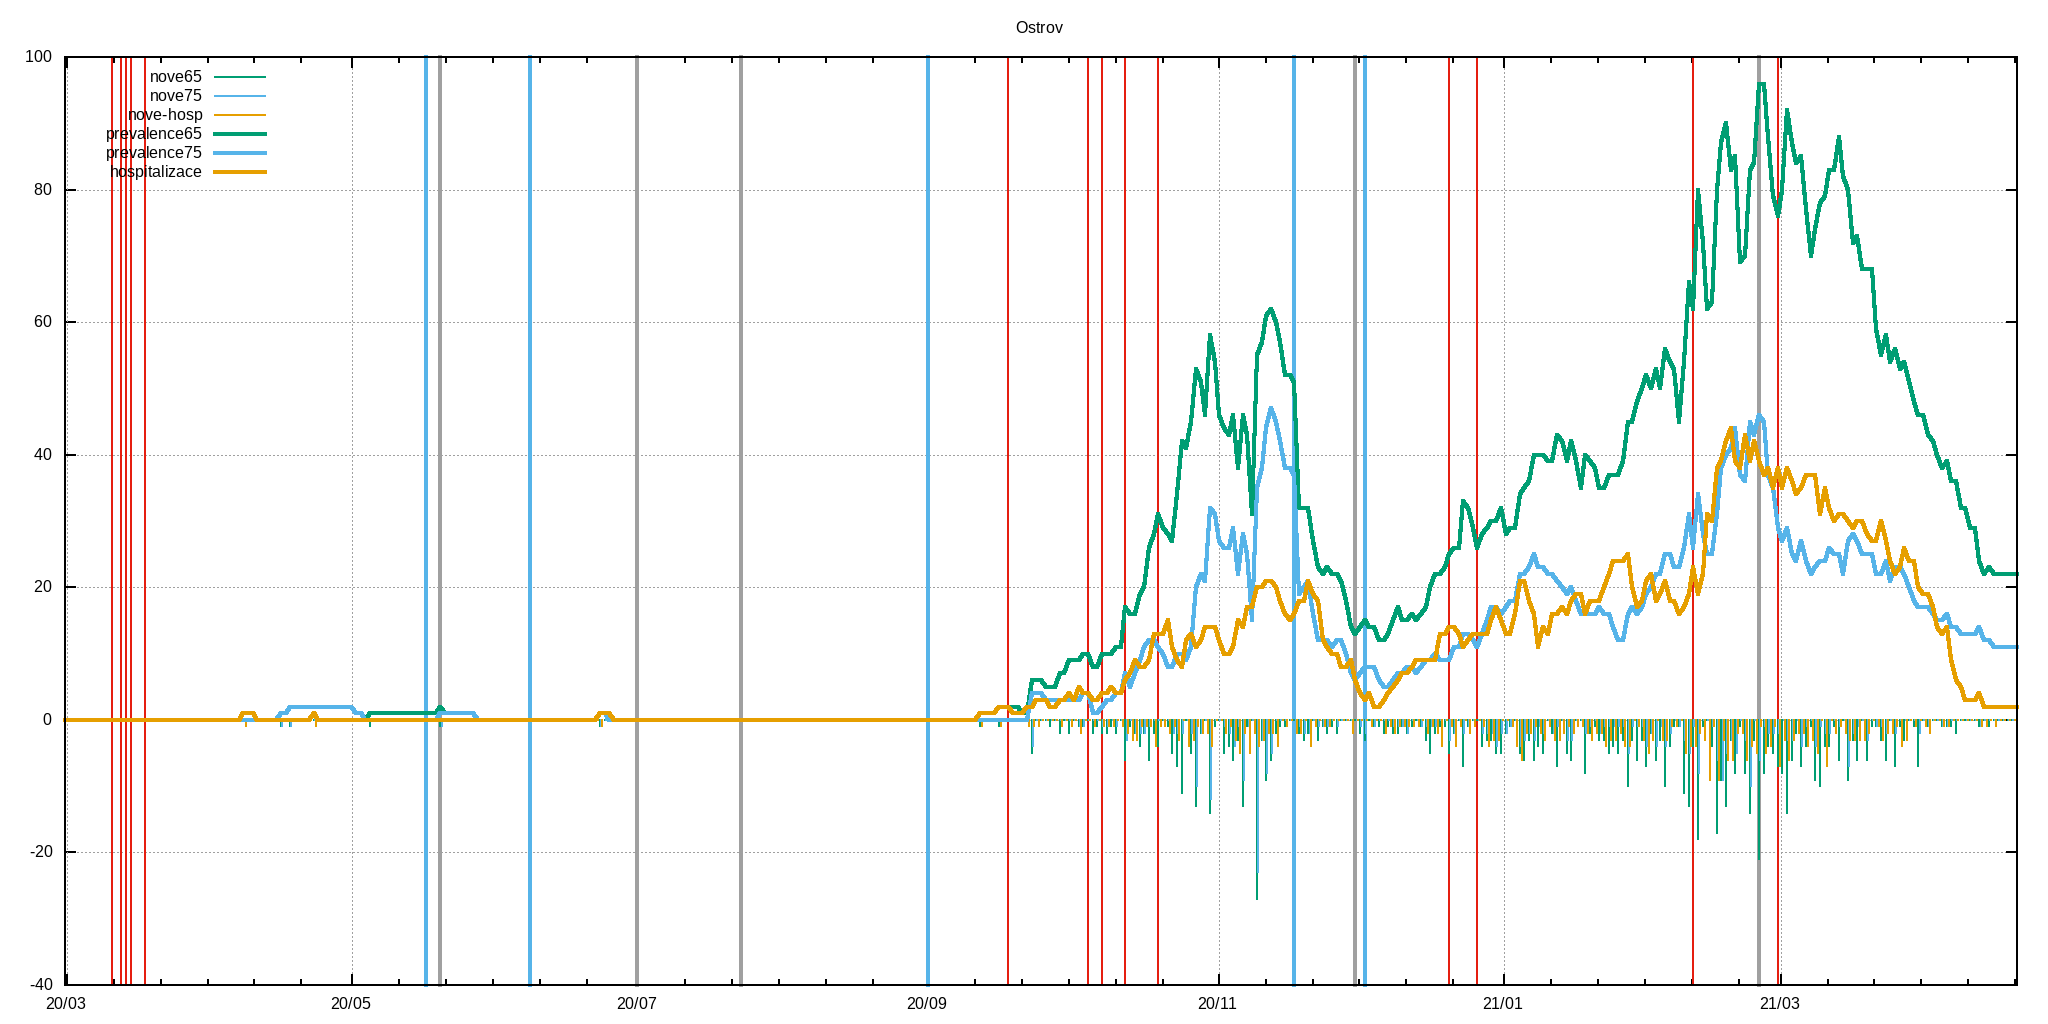 Ostrov
100
80
60
40
20
0
-20
-40
nove65
nove75
nove-hosp
prevalence65
prevalence75
hospitalizace
20/03 20/05 20/07 20/09 20/11 21/01 21/03